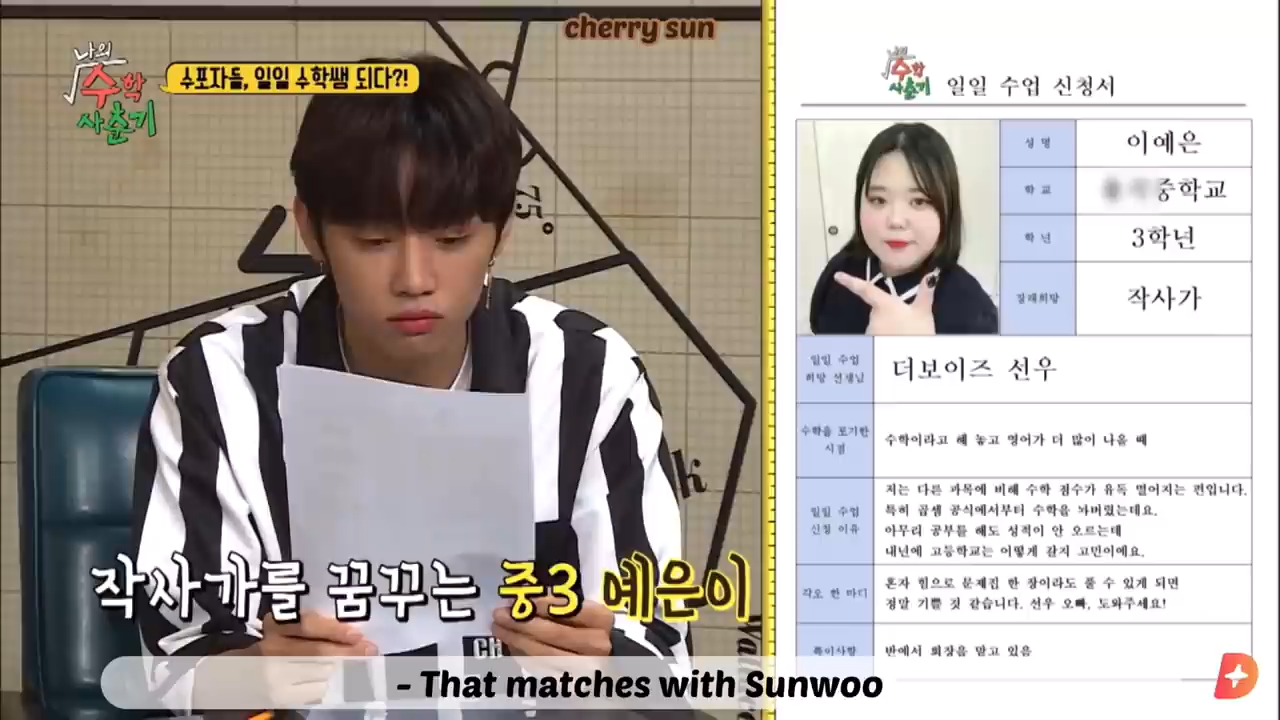 cherry sun
나의
수학
사춘기
수포자들, 일일 수학쌤 되다?!
75°
k
작사가를 꿈꾸는 중3 예은이
- That matches with Sunwoo
나의
수학
사춘기
일일 수업 신청서
성 명
이예은
학 교
중학교
학 년
3학년
장래희망
작사가
일일 수업
희망 선생님
더보이즈 선우
수학을 포기한
시점
수학이라고 해 놓고 영어가 더 많이 나올 때
일일 수업
신청 이유
저는 다른 과목에 비해 수학 점수가 유독 떨어지는 편입니다.
특히 곱셈 공식에서부터 수학을 놔버렸는데요.
아무리 공부를 해도 성적이 안 오르는데
내년에 고등학교는 어떻게 갈지 고민이에요.
각오 한 마디
혼자 힘으로 문제집 한 장이라도 풀 수 있게 되면
정말 기쁠 것 같습니다. 선우 오빠, 도와주세요!
특이사항
반에서 회장을 맡고 있음